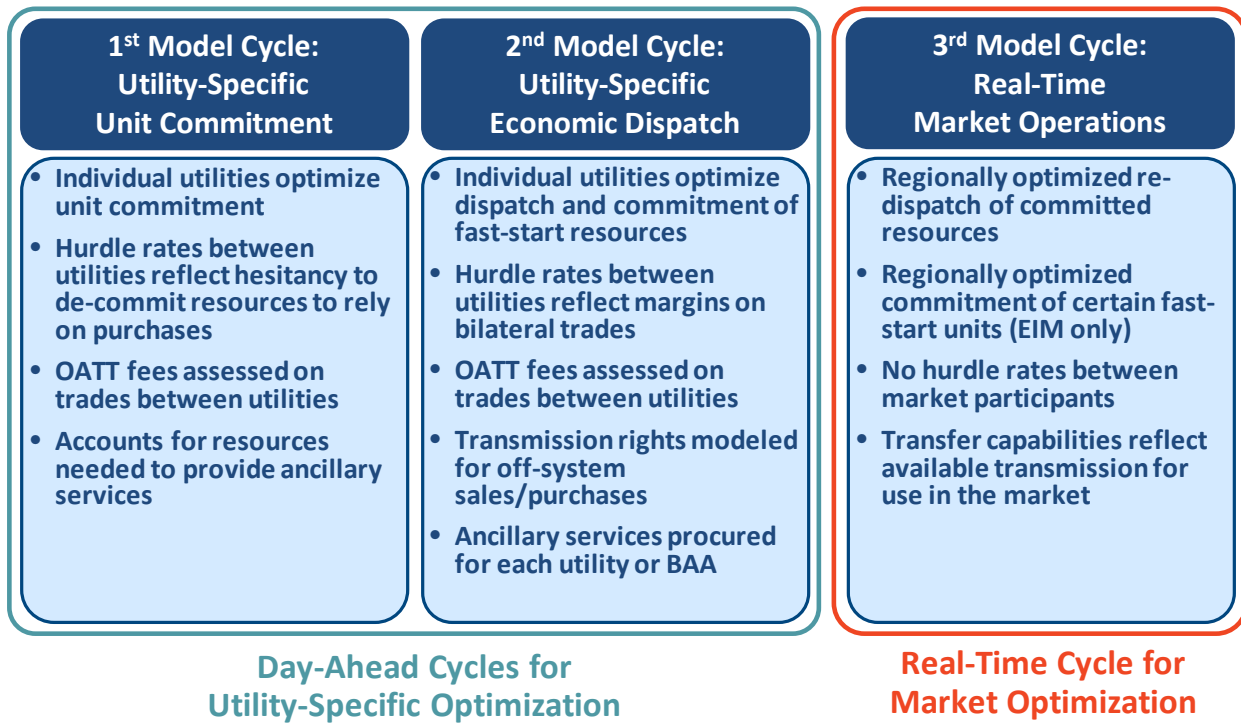 1st Model Cycle:
Utility-Specific
Unit Commitment
• Individual utilities optimize
unit commitment
• Hurdle rates between
utilities reflect hesitancy to
de-commit resources to rely
on purchases
• OATT fees assessed on
trades between utilities
• Accounts for resources
needed to provide ancillary
services
2nd Model Cycle:
Utility-Specific
Economic Dispatch
• Individual utilities optimize
dispatch and commitment of
fast-start resources
• Hurdle rates between
utilities reflect margins on
bilateral trades
• OATT fees assessed on
trades between utilities
• Transmission rights modeled
for off-system
sales/purchases
• Ancillary services procured
for each utility or BAA
Day-Ahead Cycles for
Utility-Specific Optimization
3rd Model Cycle:
Real-Time
Market Operations
• Regionally optimized re-
dispatch of committed
resources
• Regionally optimized
commitment of certain fast-
start units (EIM only)
• No hurdle rates between
market participants
• Transfer capabilities reflect
available transmission for
use in the market
Real-Time Cycle for
Market Optimization